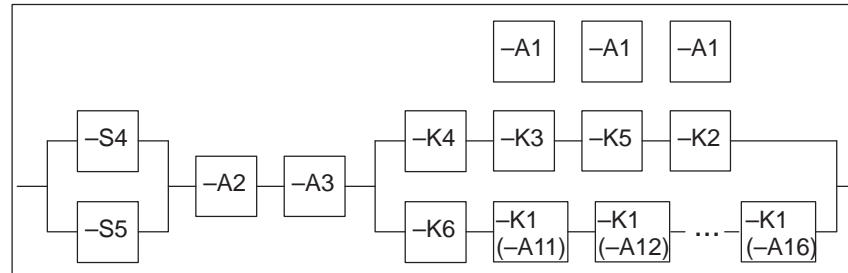 –A1 –A1 –A1
–S4 –K4 –K3 –K5 –K2
–A2 –A3
–S5 –K6 –K1 –K1 ... –K1
(–A11) (–A12) (–A16)